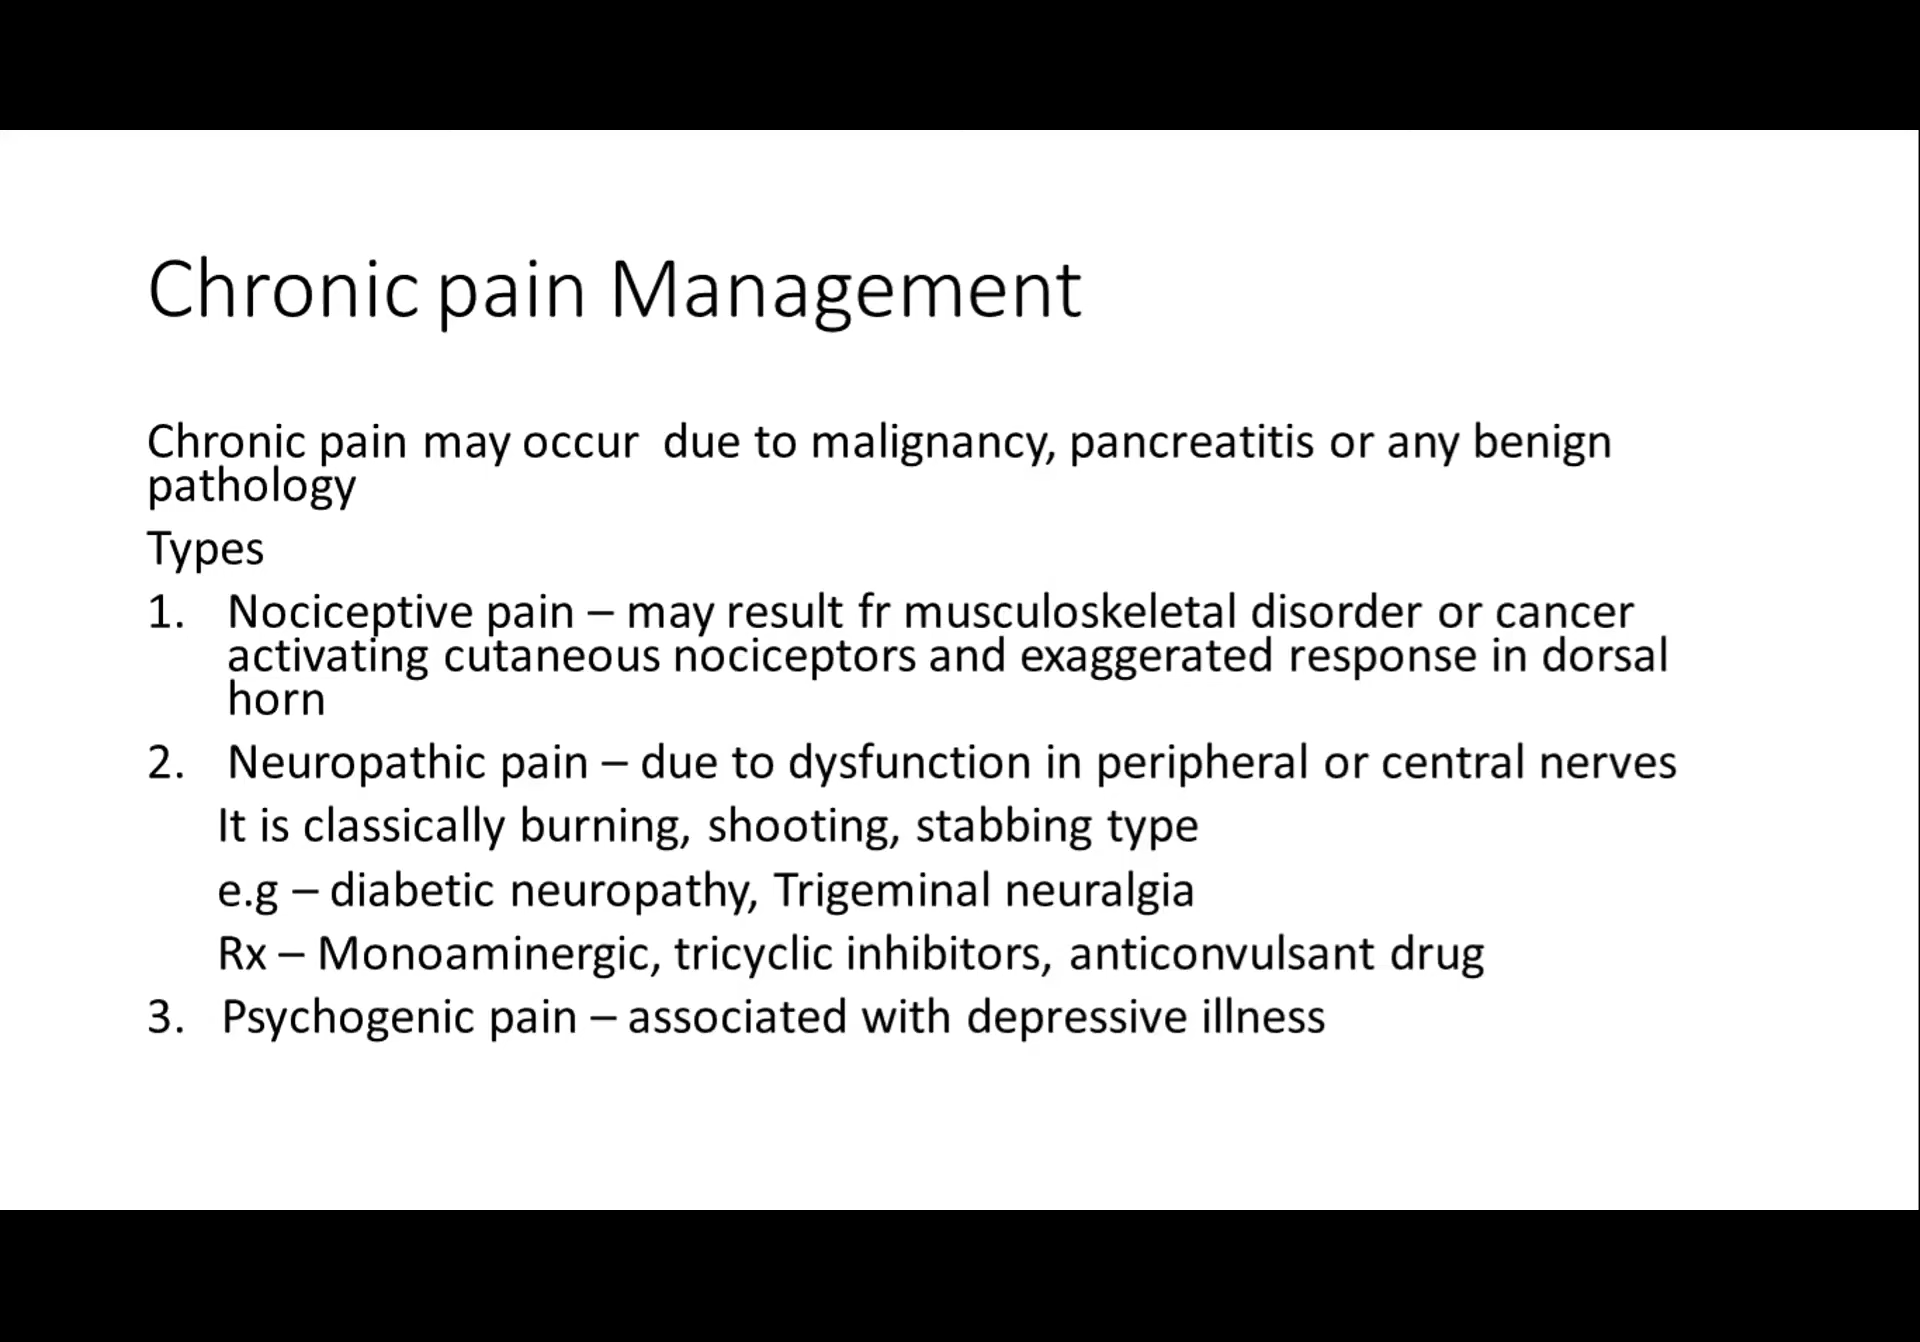 Chronic pain Management
Chronic pain may occur  due to malignancy, pancreatitis or any benign
pathology
Types
1. Nociceptive pain – may result fr musculoskeletal disorder or cancer
activating cutaneous nociceptors and exaggerated response in dorsal
horn
2. Neuropathic pain – due to dysfunction in peripheral or central nerves
It is classically burning, shooting, stabbing type
e.g – diabetic neuropathy, Trigeminal neuralgia
Rx – Monoaminergic, tricyclic inhibitors, anticonvulsant drug
3. Psychogenic pain – associated with depressive illness